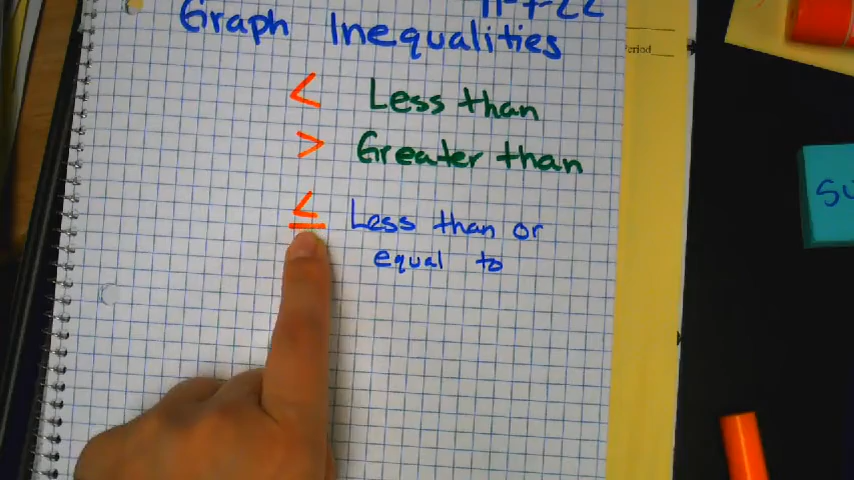 Graph Inequalities
< Less than
> Greater than
≤ Less than or
equal to